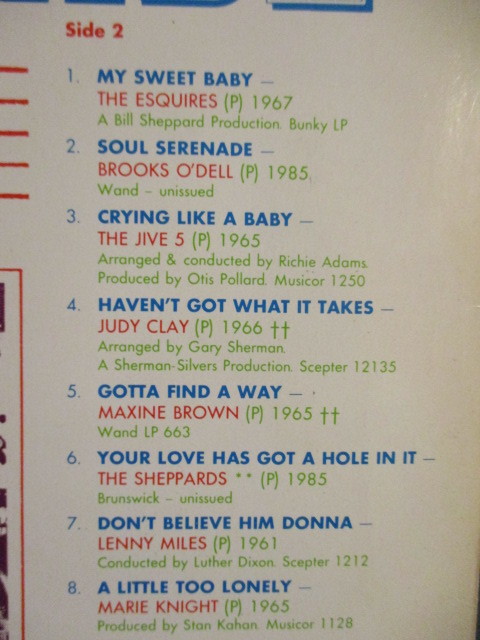 Side 2
1. MY SWEET BABY –
THE ESQUIRES (P) 1967
A Bill Sheppard Production. Bunky LP
2. SOUL SERENADE –
BROOKS O'DELL (P) 1985
Wand – unissued
3. CRYING LIKE A BABY –
THE JIVE 5 (P) 1965
Arranged & conducted by Richie Adams.
Produced by Otis Pollard. Musicor 1250
4. HAVEN'T GOT WHAT IT TAKES –
JUDY CLAY (P) 1966 ††
Arranged by Gary Sherman.
A Sherman-Silvers Production. Scepter 12135
5. GOTTA FIND A WAY –
MAXINE BROWN (P) 1965 ††
Wand LP 663
6. YOUR LOVE HAS GOT A HOLE IN IT –
THE SHEPPARDS ** (P) 1985
Brunswick – unissued
7. DON'T BELIEVE HIM DONNA –
LENNY MILES (P) 1961
Conducted by Luther Dixon. Scepter 1212
8. A LITTLE TOO LONELY –
MARIE KNIGHT (P) 1965
Produced by Stan Kahan. Musicor 1128